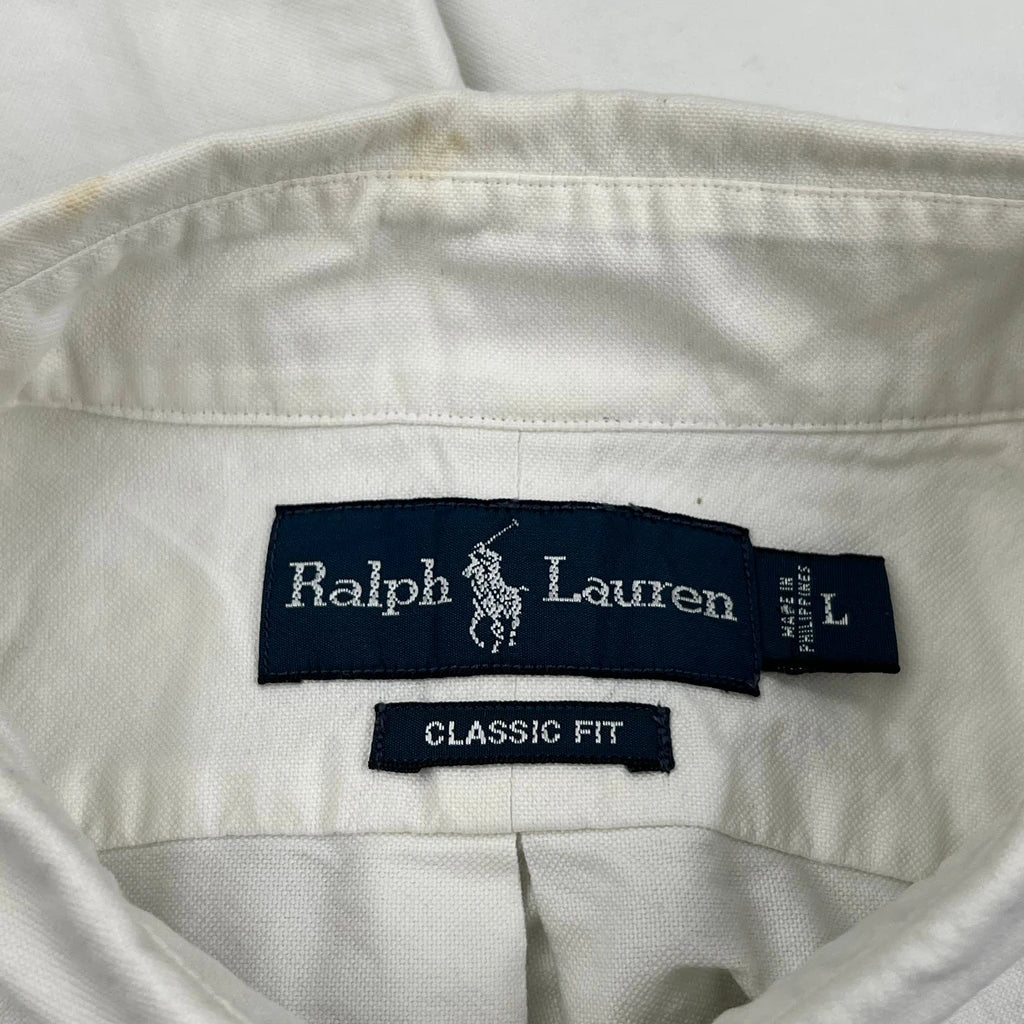 Ralph Lauren
MADE IN
PHILIPPINES
L
CLASSIC FIT